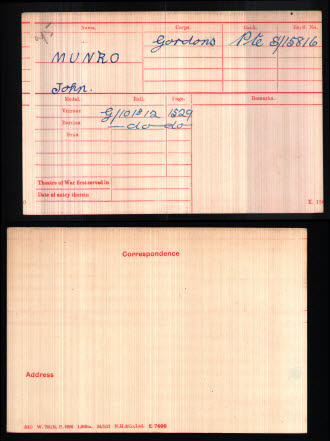 Name. Corps. Rank. Regtl. No.
MUNRO Gordons Pte S/15816
John.
Medal. Roll. Page. Remarks.
Victory G/101B12 1529
British do do
Star
Theatre of War first served in
Date of entry therein
Correspondence
Address
E 7499